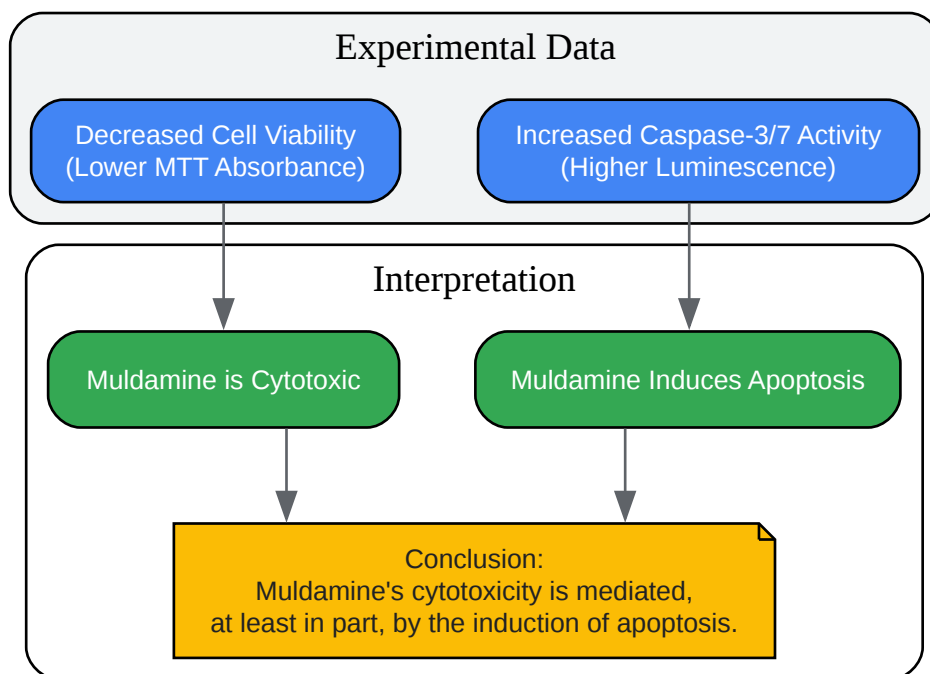 Experimental Data
Decreased Cell Viability
(Lower MTT Absorbance)
Increased Caspase-3/7 Activity
(Higher Luminescence)
Interpretation
Muldamine is Cytotoxic
Muldamine Induces Apoptosis
Conclusion:
Muldamine's cytotoxicity is mediated,
at least in part, by the induction of apoptosis.